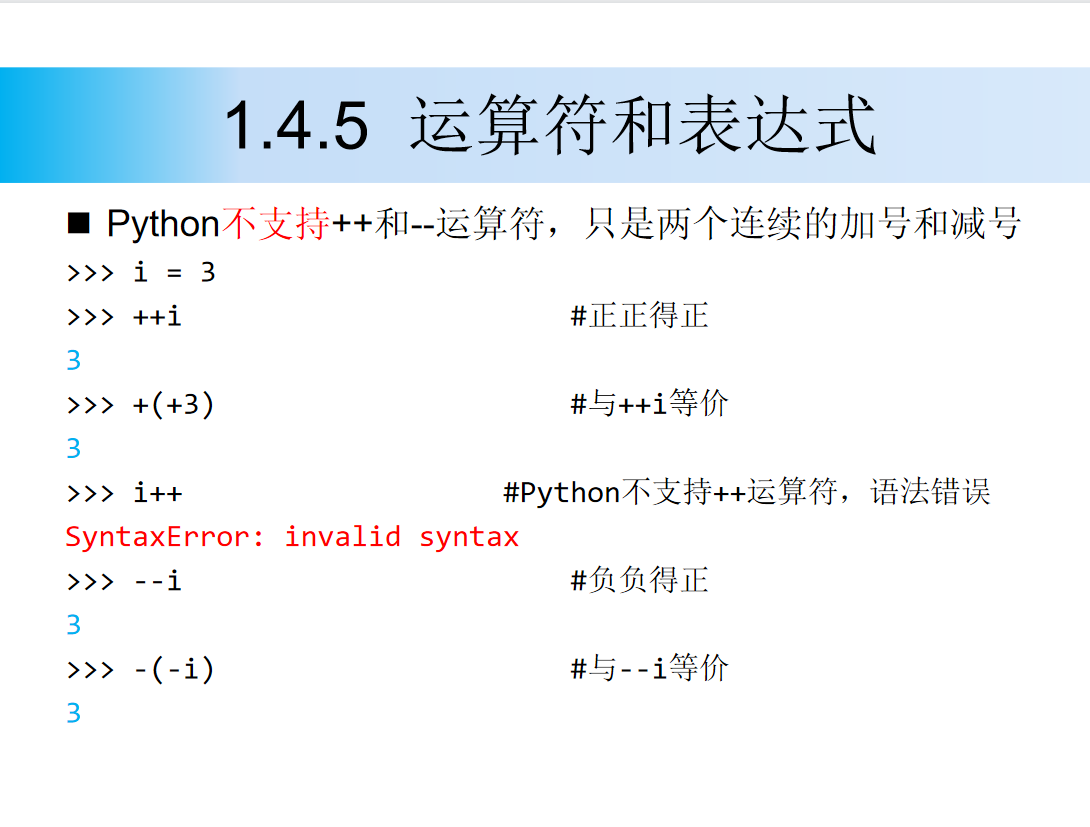 1.4.5 运算符和表达式
■ Python不支持++和--运算符，只是两个连续的加号和减号
>>> i = 3
>>> ++i #正正得正
3
>>> +(+3) #与++i等价
3
>>> i++ #Python不支持++运算符，语法错误
SyntaxError: invalid syntax
>>> --i #负负得正
3
>>> -(-i) #与--i等价
3